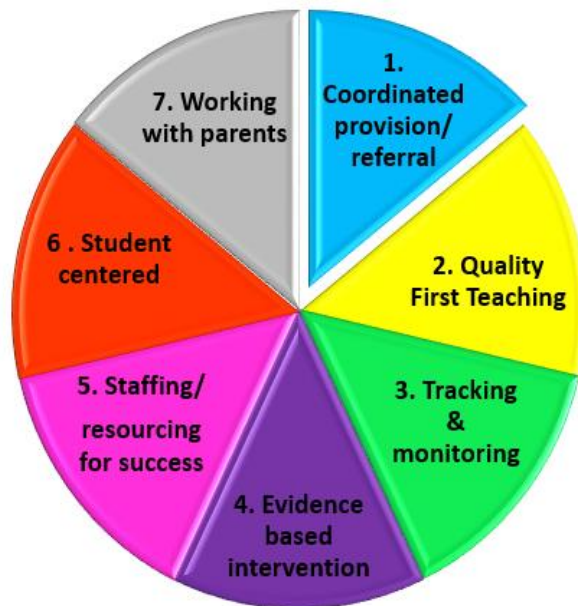 1.
Coordinated
provision/
referral
2. Quality
First Teaching
3. Tracking
&
monitoring
4. Evidence
based
intervention
5. Staffing/
resourcing
for success
6 . Student
centered
7. Working
with parents